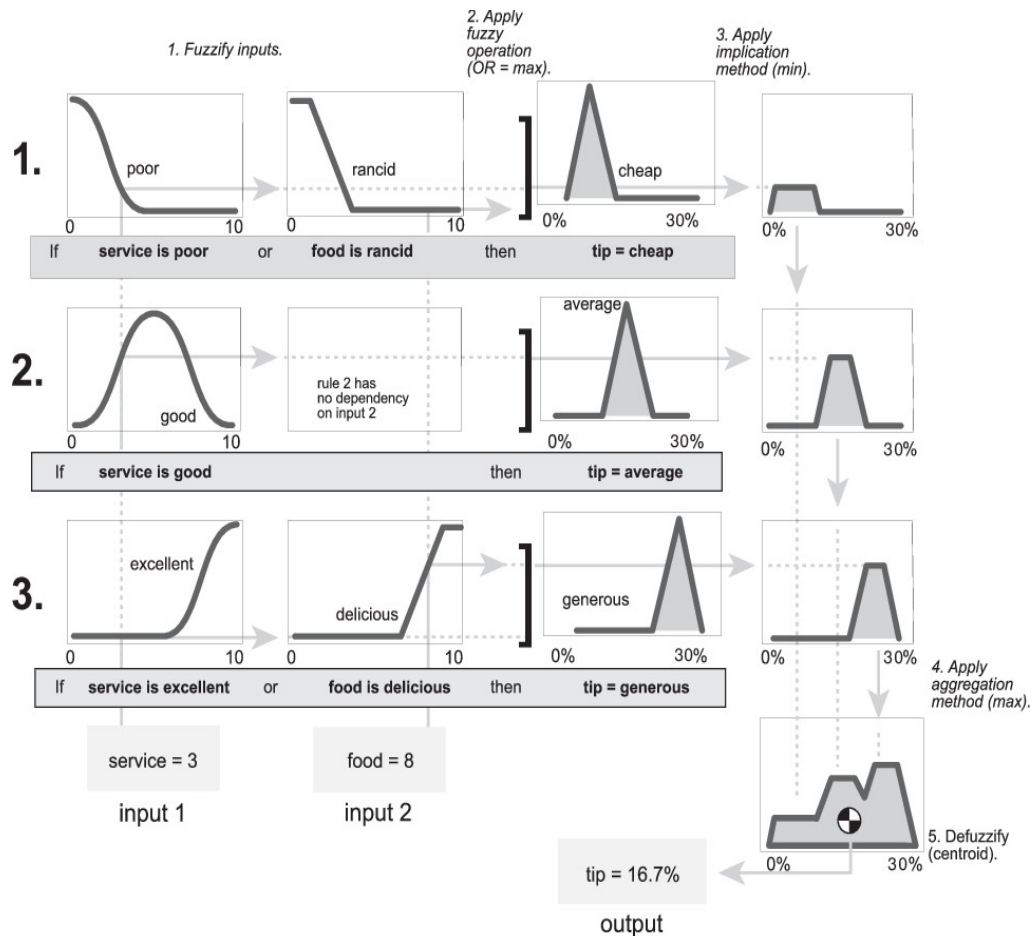 1. Fuzzify inputs.
2. Apply
fuzzy
operation
(OR = max).
3. Apply
implication
method (min).
1.
poor
0
10
rancid
0
10
cheap
0%
30%
0%
30%
If service is poor or food is rancid then tip = cheap
2.
good
0
10
rule 2 has
no dependency
on input 2
average
0%
30%
0%
30%
If service is good then tip = average
3.
excellent
0
10
delicious
0
10
generous
0%
30%
0%
30%
If service is excellent or food is delicious then tip = generous
4. Apply
aggregation
method (max).
service = 3
input 1
food = 8
input 2
0%
30%
5. Defuzzify
(centroid).
tip = 16.7%
output